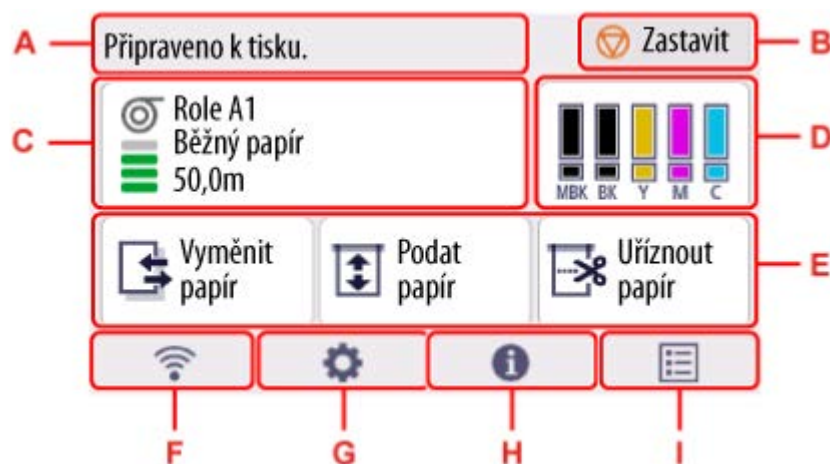 A
Připraveno k tisku.
Zastavit
B
C
Role A1
Běžný papír
50,0m
MBK BK Y M C
D
Vyměnit
papír
Podat
papír
Uříznout
papír
E
F
G
H
I